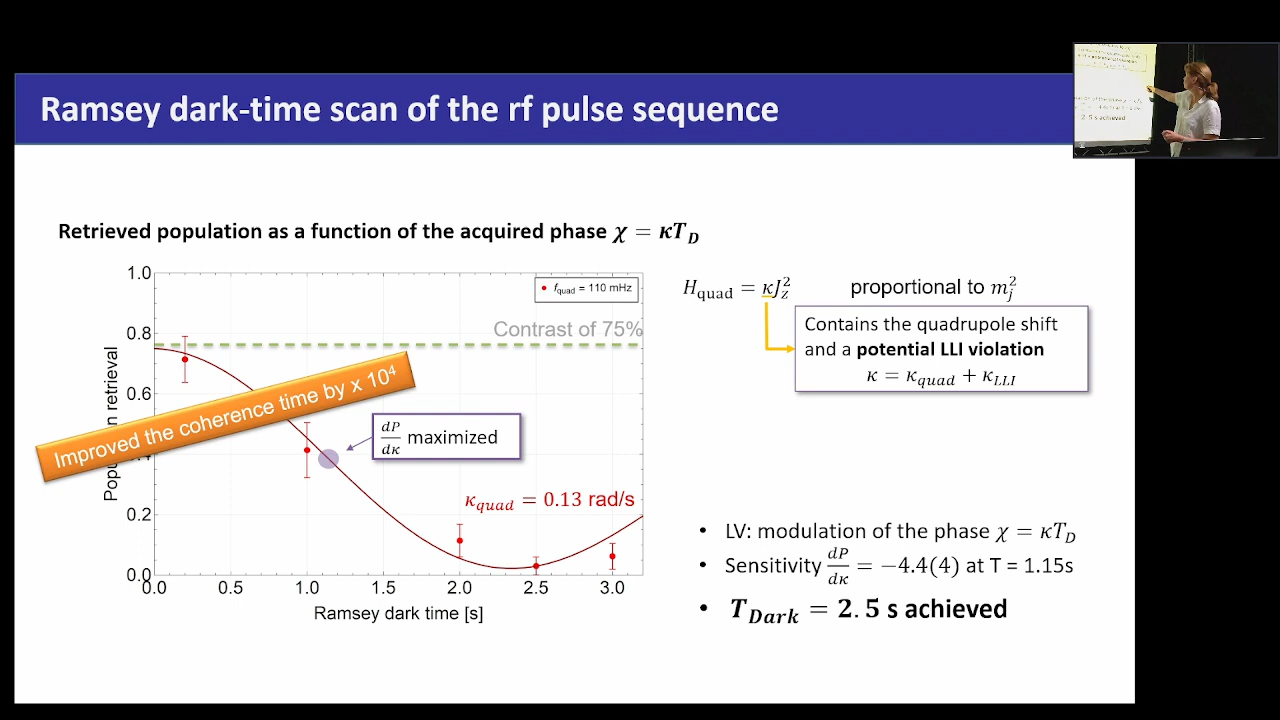 Ramsey dark-time scan of the rf pulse sequence
2.5 s achieved
Retrieved population as a function of the acquired phase χ = κT_D
1.0
0.8
0.6
0.2
0.0
0.0 0.5 1.0 1.5 2.0 2.5 3.0
Ramsey dark time [s]
f_quad = 110 mHz
Contrast of 75%
Improved the coherence time by x 10⁴
dP/dκ maximized
κ_quad = 0.13 rad/s
H_quad = κJ_z² proportional to m_j²
Contains the quadrupole shift
and a potential LLI violation
κ = κ_quad + κ_LLI
• LV: modulation of the phase χ = κT_D
• Sensitivity dP/dκ = −4.4(4) at T = 1.15s
• T_Dark = 2.5 s achieved